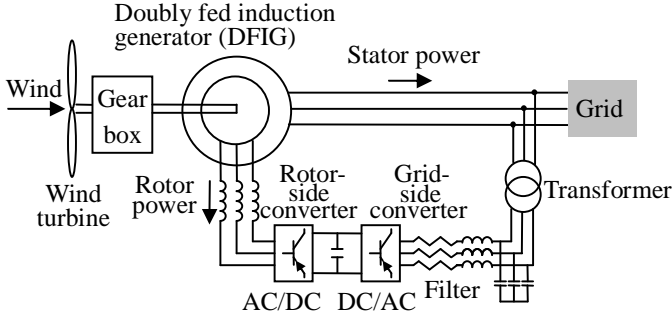 Doubly fed induction
generator (DFIG)
Stator power
Wind
Gear
box
Grid
Wind
turbine
Rotor
power
Rotor-
side
converter
Grid-
side
converter
Transformer
AC/DC
DC/AC
Filter